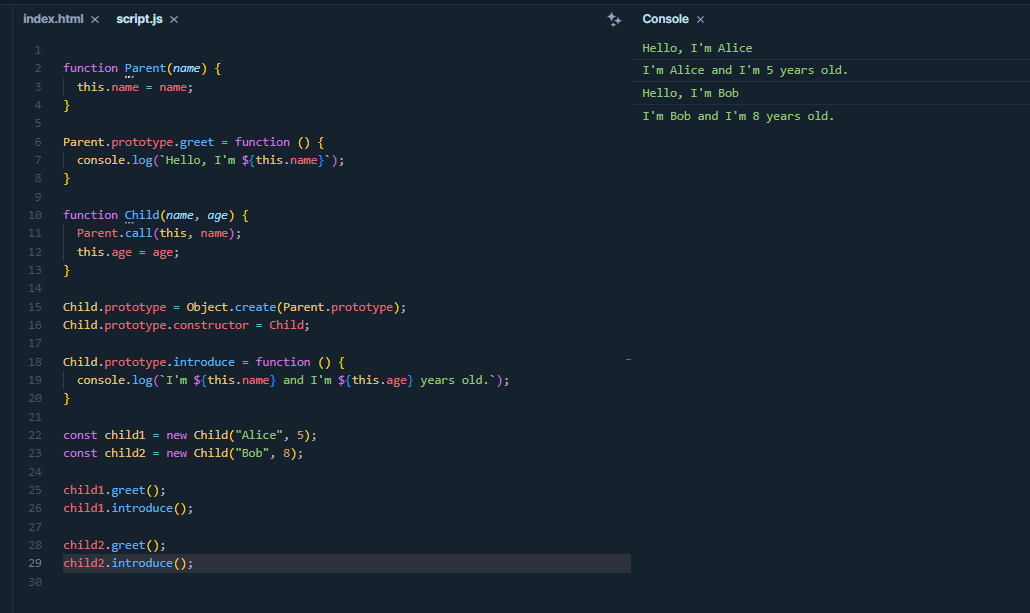 index.html × script.js ×
1
2 function Parent(name) {
3   this.name = name;
4 }
5
6 Parent.prototype.greet = function () {
7   console.log(`Hello, I'm ${this.name}`);
8 }
9
10 function Child(name, age) {
11   Parent.call(this, name);
12   this.age = age;
13 }
14
15 Child.prototype = Object.create(Parent.prototype);
16 Child.prototype.constructor = Child;
17
18 Child.prototype.introduce = function () {
19   console.log(`I'm ${this.name} and I'm ${this.age} years old.`);
20 }
21
22 const child1 = new Child("Alice", 5);
23 const child2 = new Child("Bob", 8);
24
25 child1.greet();
26 child1.introduce();
27
28 child2.greet();
29 child2.introduce();
30
Console ×
Hello, I'm Alice
I'm Alice and I'm 5 years old.
Hello, I'm Bob
I'm Bob and I'm 8 years old.